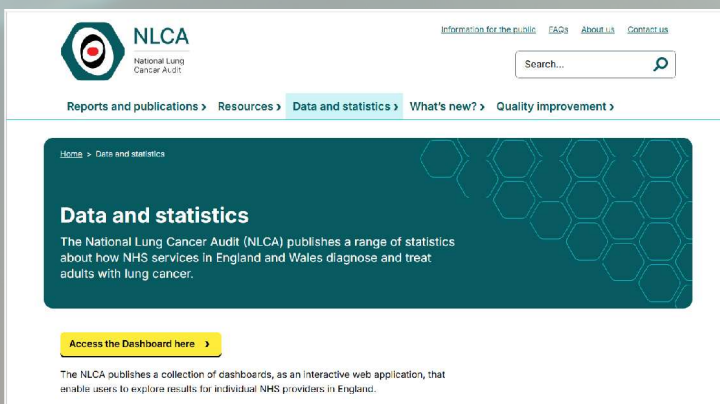 Information for the public FAQs About us Contact us
NLCA
National Lung
Cancer Audit
Search...
Reports and publications › Resources › Data and statistics › What's new? › Quality improvement ›
Home > Data and statistics
Data and statistics
The National Lung Cancer Audit (NLCA) publishes a range of statistics
about how NHS services in England and Wales diagnose and treat
adults with lung cancer.
Access the Dashboard here ›
The NLCA publishes a collection of dashboards, as an interactive web application, that
enable users to explore results for individual NHS providers in England.